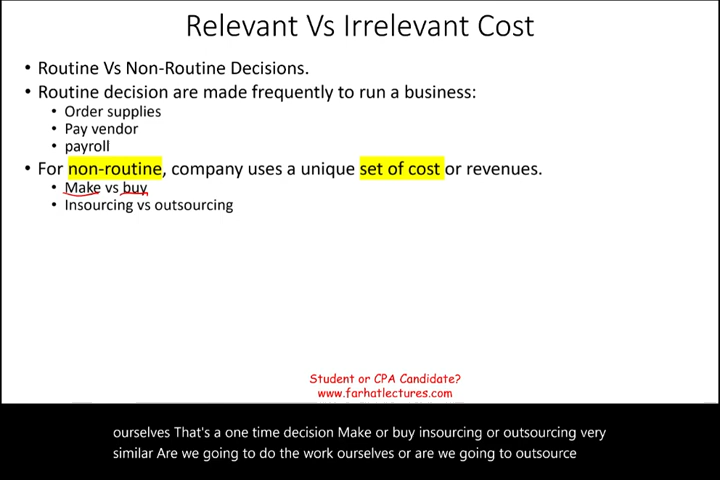 Relevant Vs Irrelevant Cost
• Routine Vs Non-Routine Decisions.
• Routine decision are made frequently to run a business:
• Order supplies
• Pay vendor
• payroll
• For non-routine, company uses a unique set of cost or revenues.
• Make vs buy
• Insourcing vs outsourcing
Student or CPA Candidate?
www.farhatlectures.com
ourselves That's a one time decision Make or buy insourcing or outsourcing very
similar Are we going to do the work ourselves or are we going to outsource